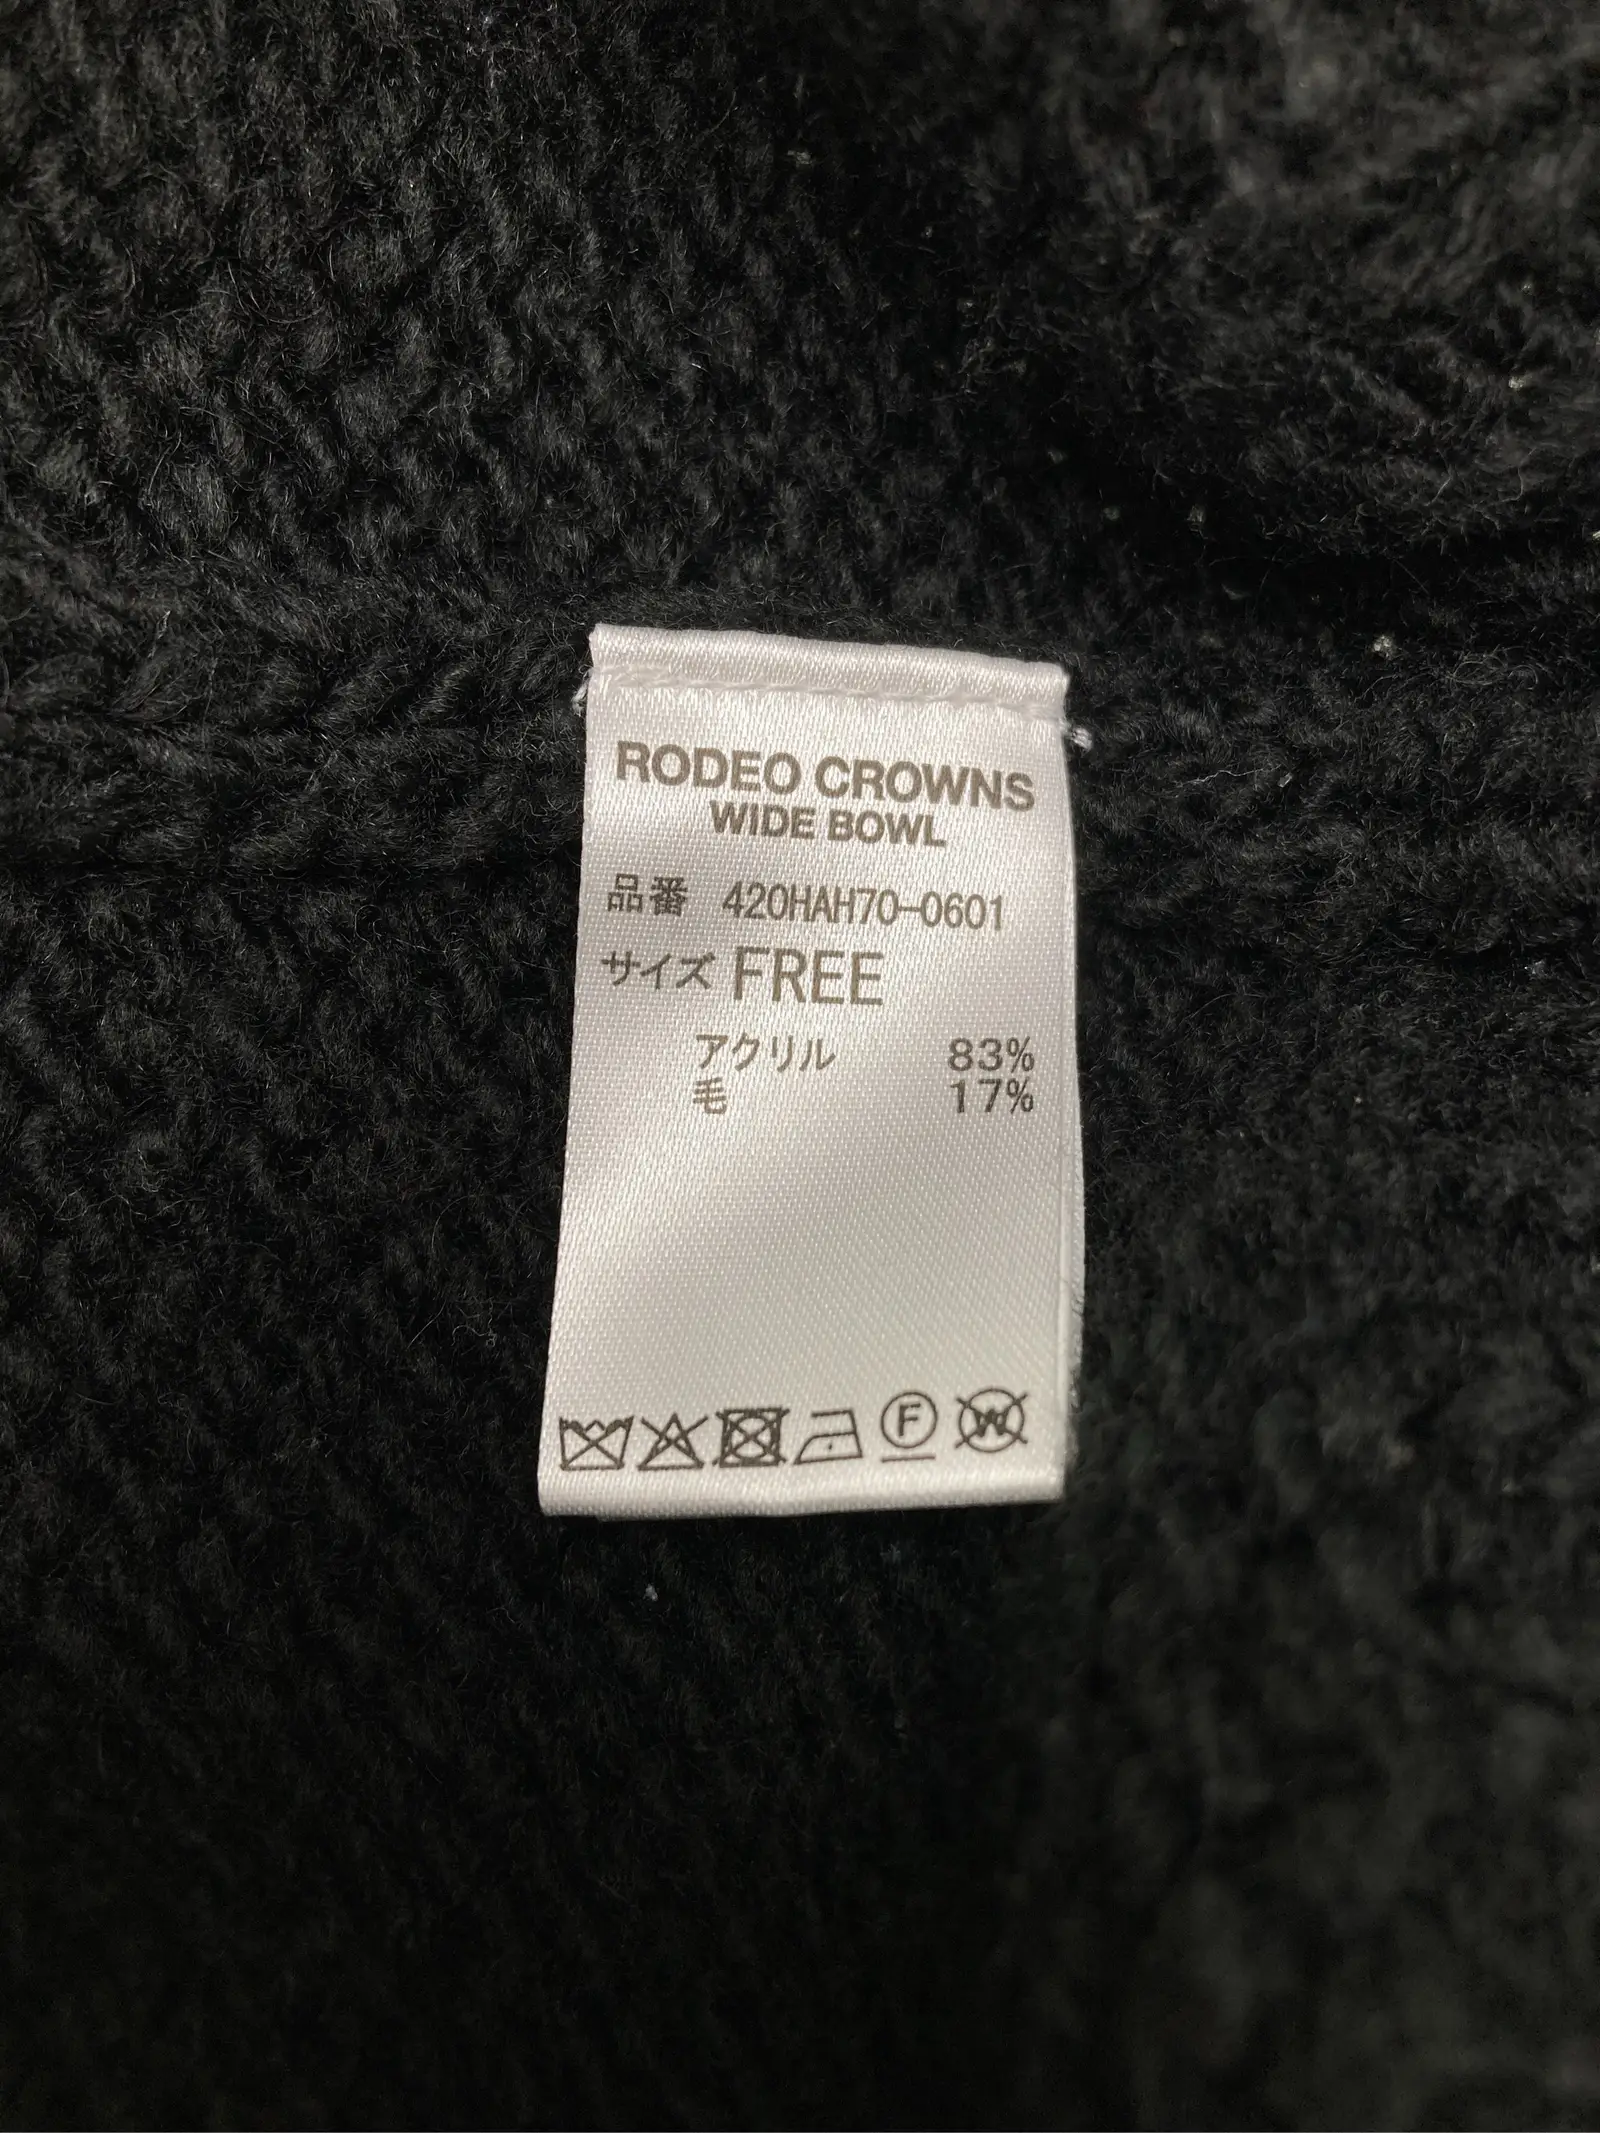 RODEO CROWNS
WIDE BOWL
品番 420HAH70-0601
サイズ FREE
アクリル 83%
毛 17%
F W